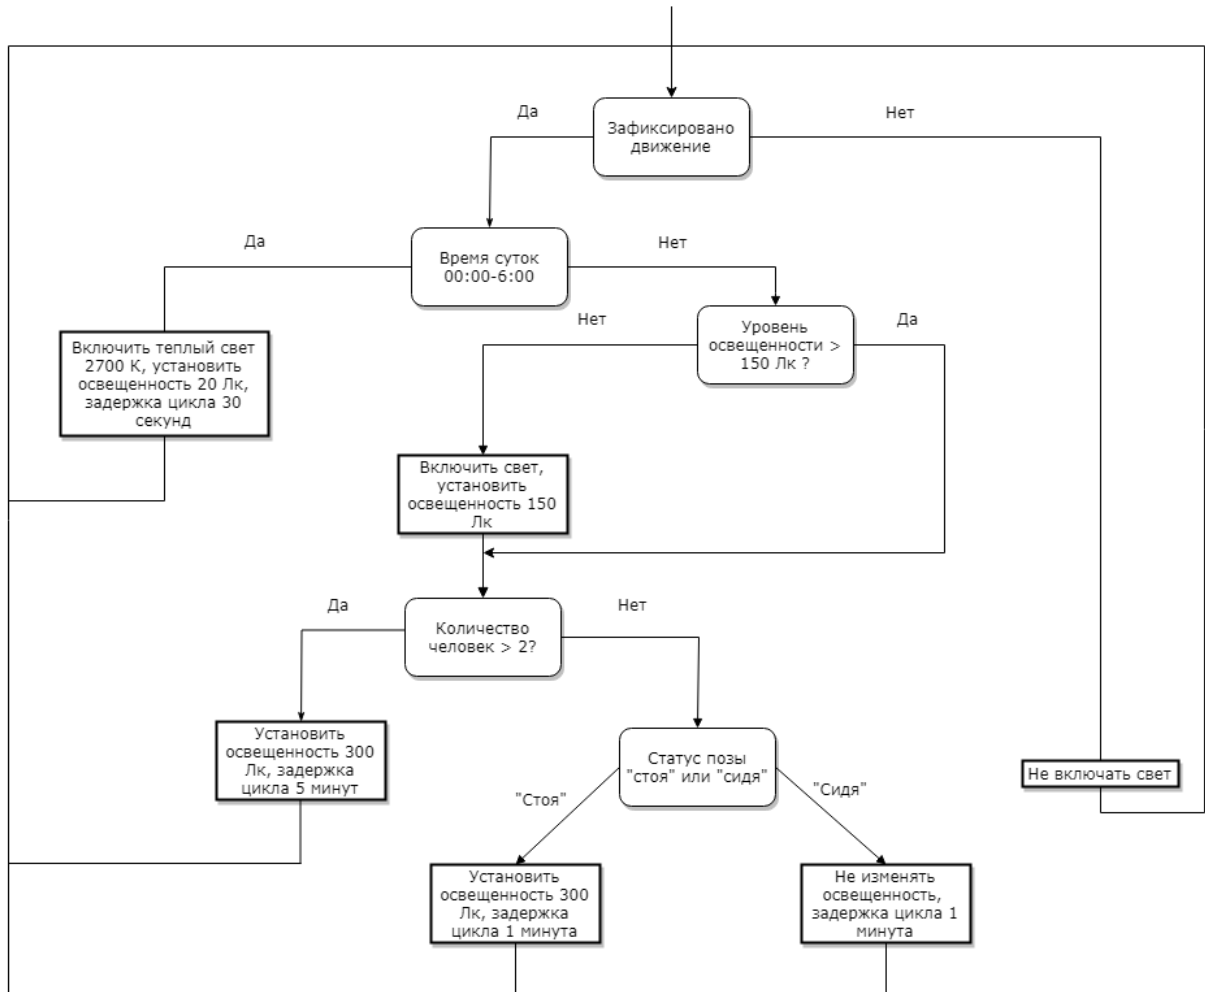 Да
Нет
Зафиксировано
движение
Да
Время суток
00:00-6:00
Нет
Нет
Уровень
освещенности >
150 Лк ?
Да
Включить теплый свет
2700 К, установить
освещенность 20 Лк,
задержка цикла 30
секунд
Включить свет,
установить
освещенность 150
Лк
Да
Нет
Количество
человек > 2?
Установить
освещенность 300
Лк, задержка
цикла 5 минут
Статус позы
"стоя" или "сидя"
Не включать свет
"Стоя"
"Сидя"
Установить
освещенность 300
Лк, задержка
цикла 1 минута
Не изменять
освещенность,
задержка цикла 1
минута